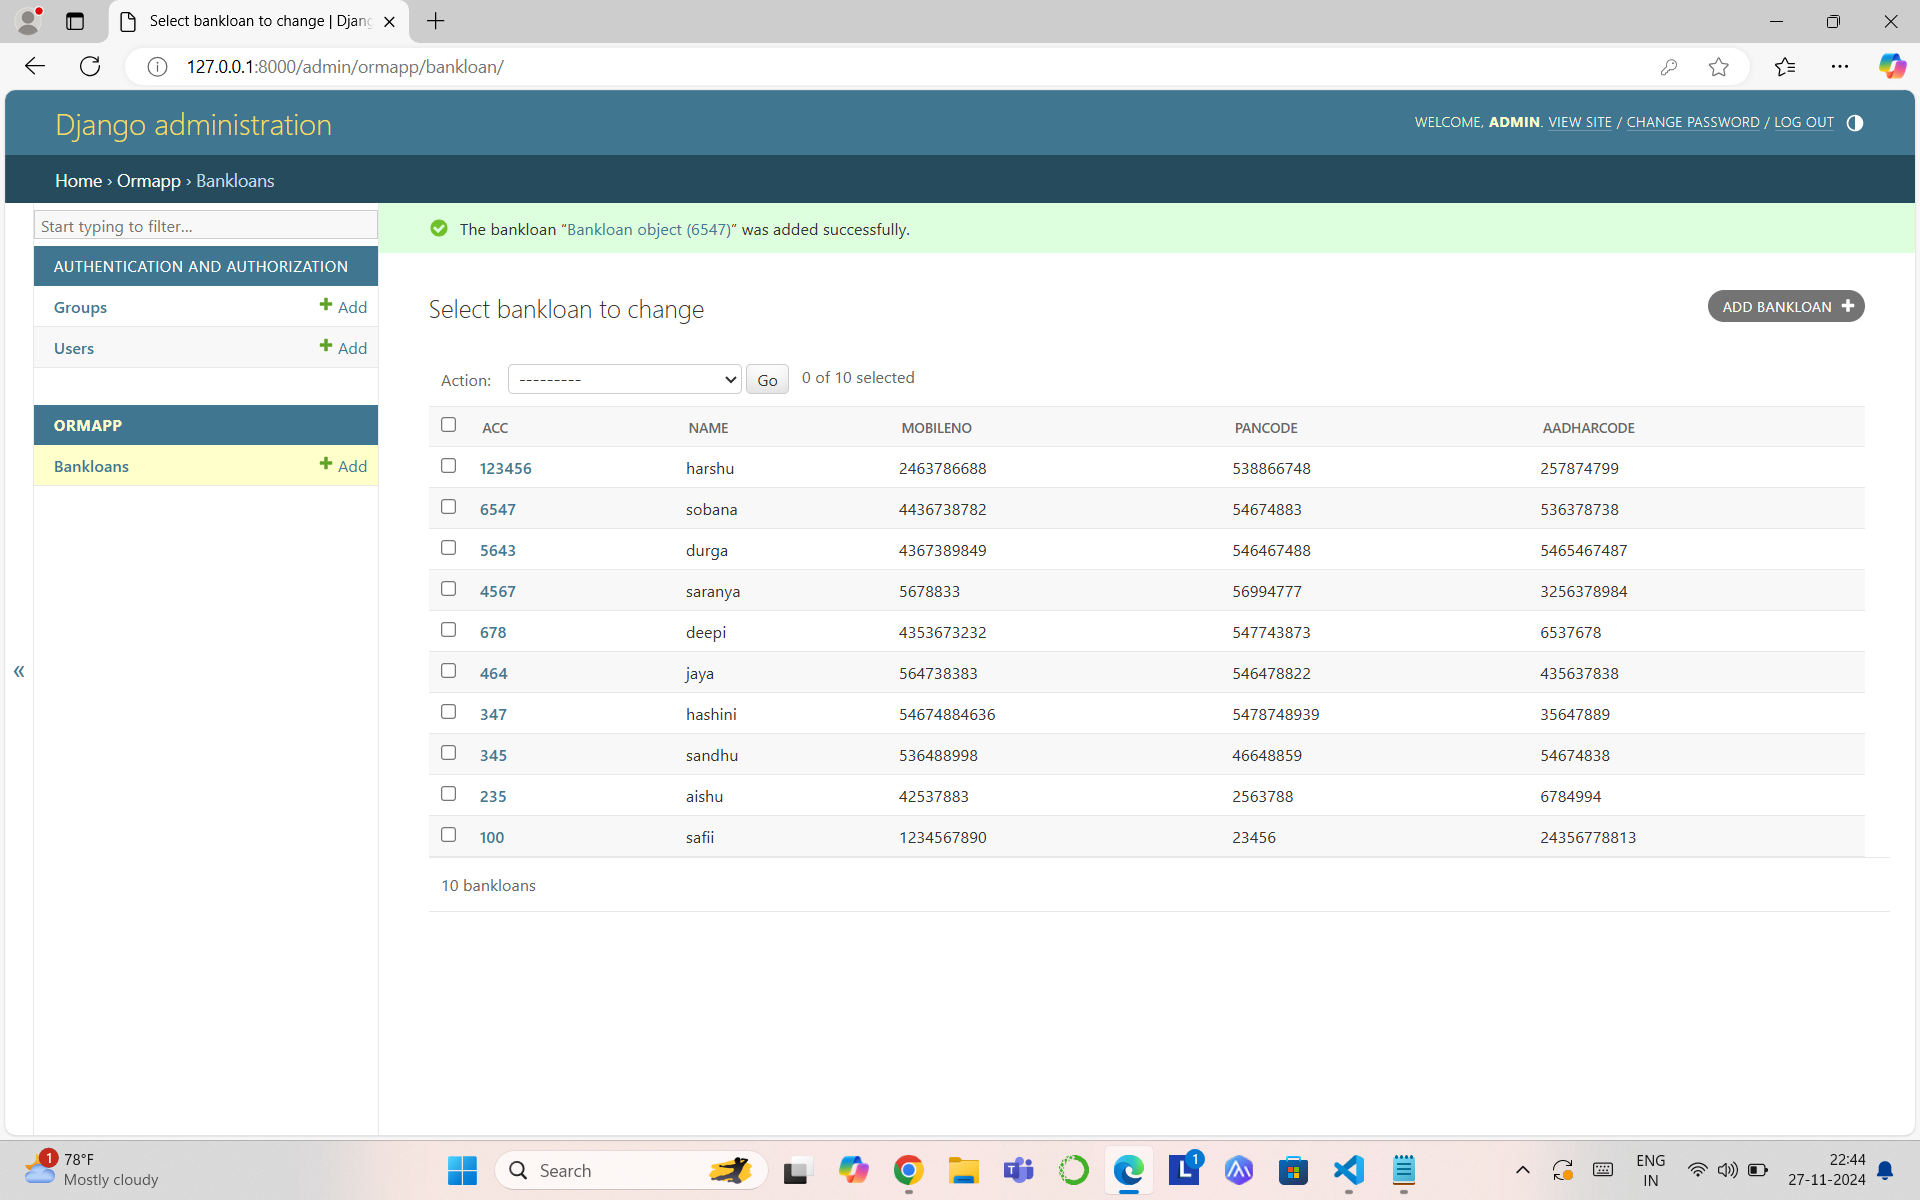 Select bankloan to change | Djang
127.0.0.1:8000/admin/ormapp/bankloan/
Django administration
WELCOME, ADMIN. VIEW SITE / CHANGE PASSWORD / LOG OUT
Home › Ormapp › Bankloans
Start typing to filter...
AUTHENTICATION AND AUTHORIZATION
Groups + Add
Users + Add
ORMAPP
Bankloans + Add
«
The bankloan “Bankloan object (6547)” was added successfully.
Select bankloan to change
ADD BANKLOAN +
Action: --------- Go 0 of 10 selected
ACC NAME MOBILENO PANCODE AADHARCODE
123456 harshu 2463786688 538866748 257874799
6547 sobana 4436738782 54674883 536378738
5643 durga 4367389849 546467488 5465467487
4567 saranya 5678833 56994777 3256378984
678 deepi 4353673232 547743873 6537678
464 jaya 564738383 546478822 435637838
347 hashini 54674884636 5478748939 35647889
345 sandhu 536488998 46648859 54674838
235 aishu 42537883 2563788 6784994
100 safii 1234567890 23456 24356778813
10 bankloans
1
78°F
Mostly cloudy
Search
1
ENG
IN
22:44
27-11-2024